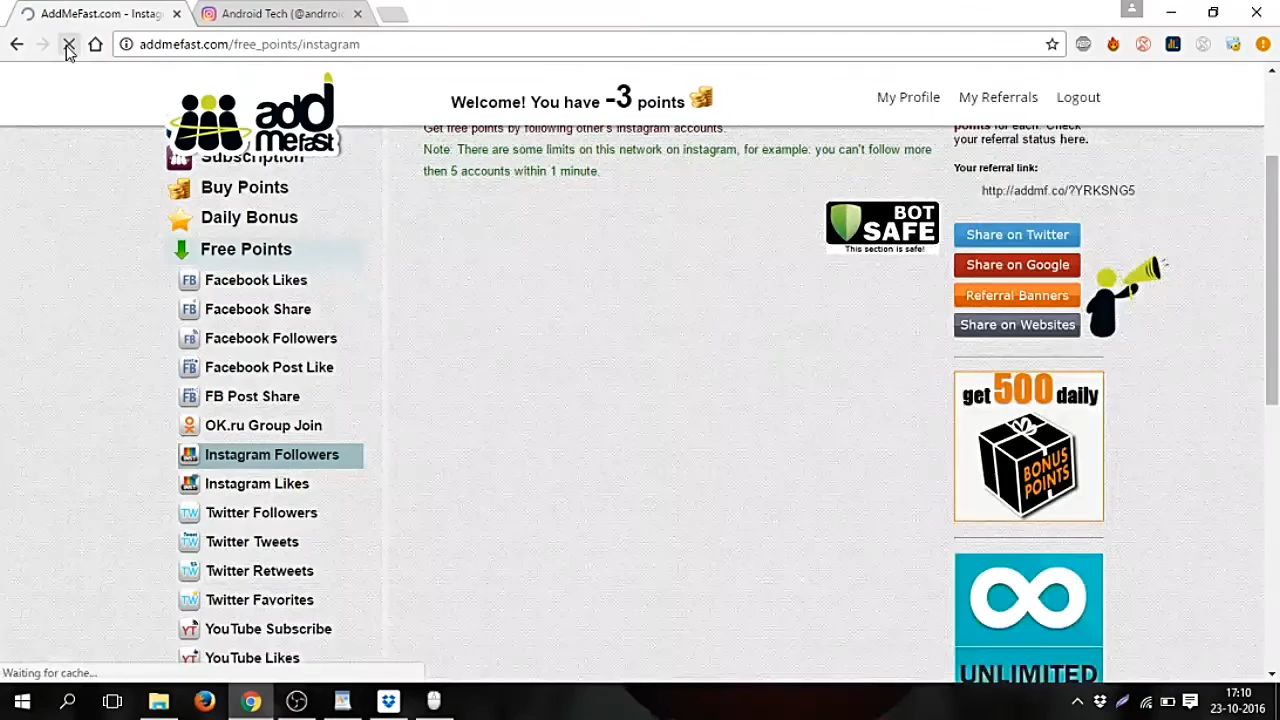 AddMeFast.com - Instag
Android Tech (@andrroic
addmefast.com/free_points/instagram
add
mefast
Welcome! You have -3 points
My Profile
My Referrals
Logout
Get free points by following other's instagram accounts.
Note: There are some limits on this network on instagram, for example: you can't follow more
then 5 accounts within 1 minute.
BOT
SAFE
This section is safe!
Subscription
Buy Points
Daily Bonus
Free Points
FB Facebook Likes
FB Facebook Share
FB Facebook Followers
FB Facebook Post Like
FB FB Post Share
OK.ru Group Join
Instagram Followers
Instagram Likes
TW Twitter Followers
TW Twitter Tweets
TW Twitter Retweets
TW Twitter Favorites
YT YouTube Subscribe
YT YouTube Likes
points for each. Check
your referral status here.
Your referral link:
http://addmf.co/?YRKSNG5
Share on Twitter
Share on Google
Referral Banners
Share on Websites
get 500 daily
BONUS
POINTS
UNLIMITED
Waiting for cache...
17:10
23-10-2016